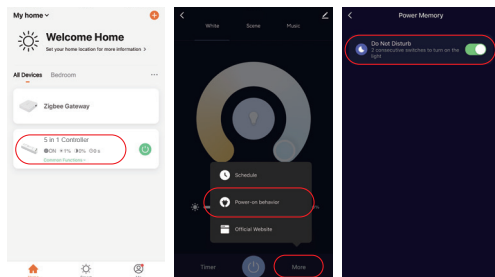 My home
Welcome Home
Set your home location for more information >
All Devices Bedroom
Zigbee Gateway
5 in 1 Controller
Common Functions >
White Scene Music
Schedule
Power-on behavior
Official Website
Timer More
Power Memory
Do Not Disturb
2 consecutive switches to turn on the
light